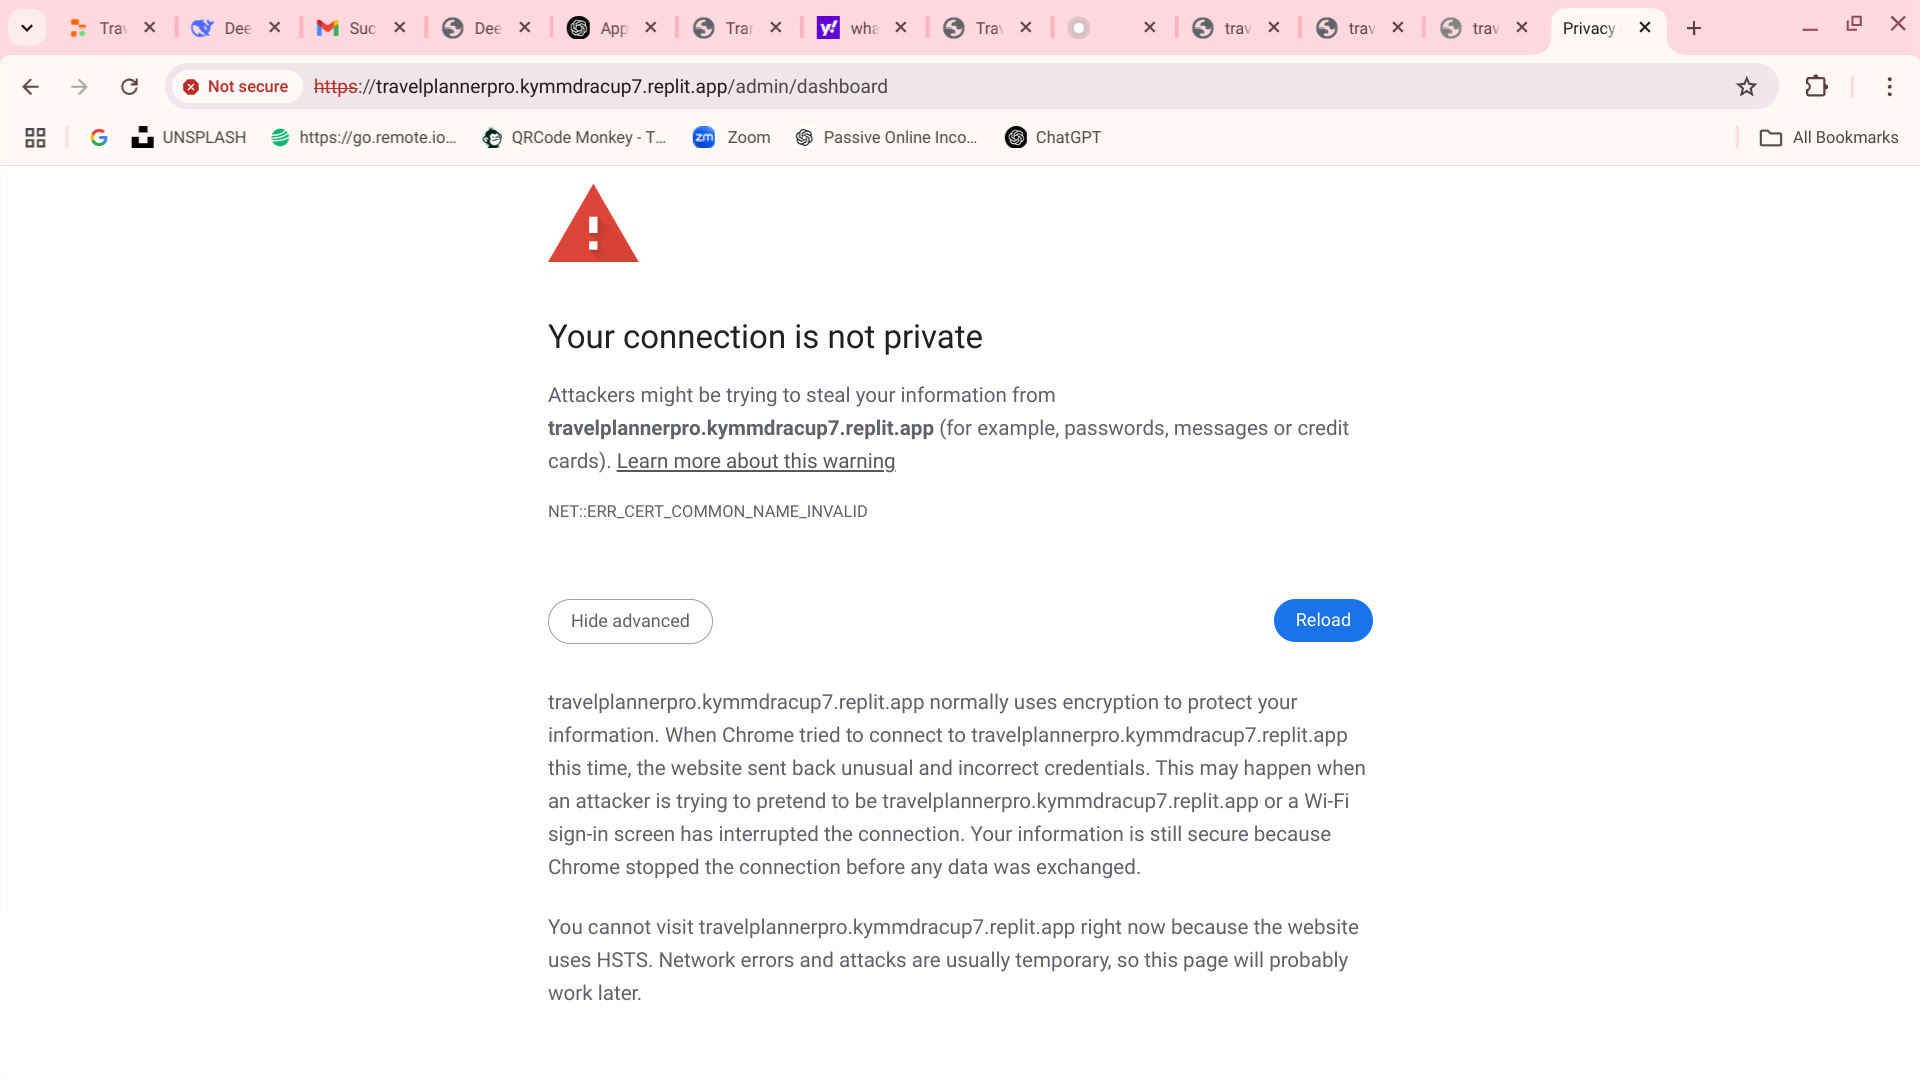 Trav
Dee
Suc
Dee
App
Tran
wha
Trav
trav
trav
trav
Privacy
Not secure
https://travelplannerpro.kymmdracup7.replit.app/admin/dashboard
UNSPLASH
https://go.remote.io...
QRCode Monkey - T...
zm
Zoom
Passive Online Inco...
ChatGPT
All Bookmarks
Your connection is not private
Attackers might be trying to steal your information from
travelplannerpro.kymmdracup7.replit.app (for example, passwords, messages or credit
cards). Learn more about this warning
NET::ERR_CERT_COMMON_NAME_INVALID
Hide advanced
Reload
travelplannerpro.kymmdracup7.replit.app normally uses encryption to protect your
information. When Chrome tried to connect to travelplannerpro.kymmdracup7.replit.app
this time, the website sent back unusual and incorrect credentials. This may happen when
an attacker is trying to pretend to be travelplannerpro.kymmdracup7.replit.app or a Wi-Fi
sign-in screen has interrupted the connection. Your information is still secure because
Chrome stopped the connection before any data was exchanged.
You cannot visit travelplannerpro.kymmdracup7.replit.app right now because the website
uses HSTS. Network errors and attacks are usually temporary, so this page will probably
work later.